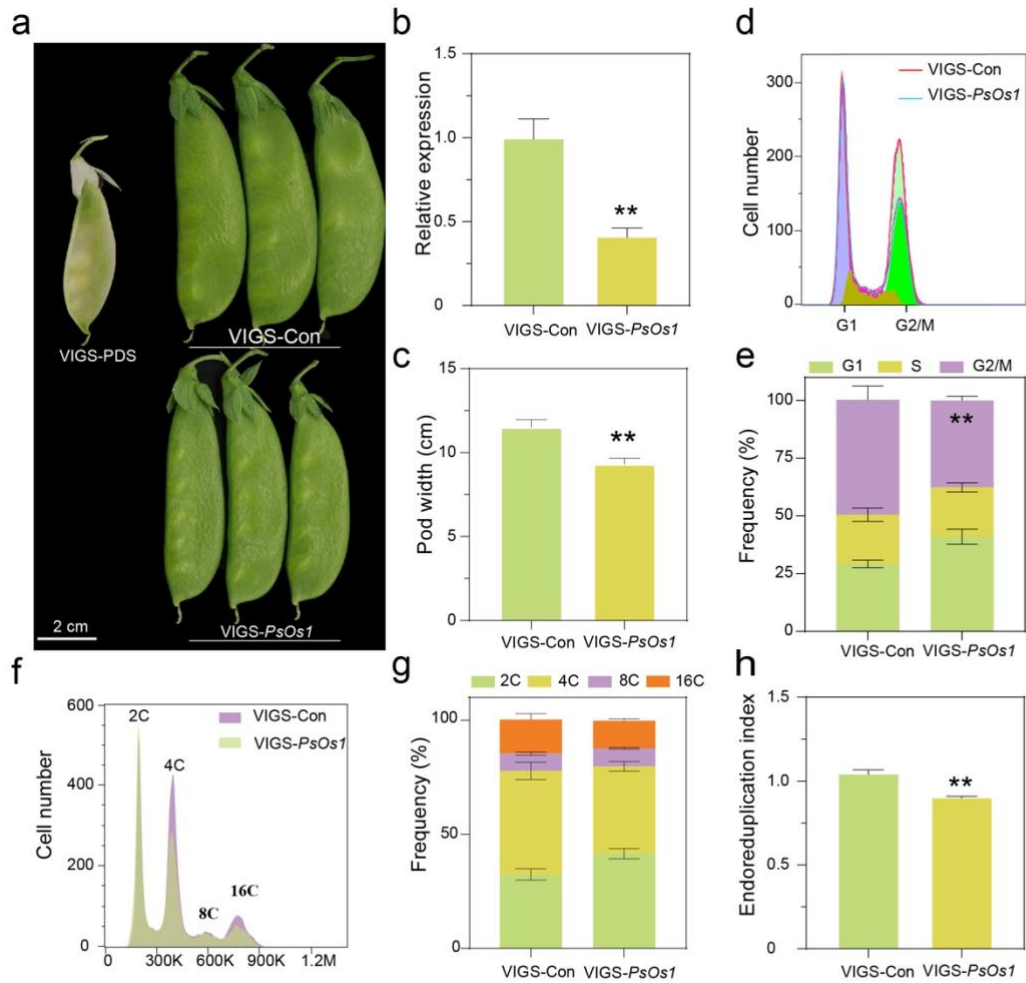 a
VIGS-PDS
VIGS-Con
VIGS-PsOs1
2 cm
b
Relative expression
1.5
1.0
0.5
0
VIGS-Con VIGS-PsOs1
**
c
Pod width (cm)
15
10
5
0
VIGS-Con VIGS-PsOs1
**
d
Cell number
300
200
100
0
G1 G2/M
VIGS-Con
VIGS-PsOs1
e
G1 S G2/M
Frequency (%)
100
75
50
25
0
VIGS-Con VIGS-PsOs1
**
f
Cell number
600
400
200
0
0 300K 600K 900K 1.2M
2C
4C
8C
16C
VIGS-Con
VIGS-PsOs1
g
2C 4C 8C 16C
Frequency (%)
100
50
0
VIGS-Con VIGS-PsOs1
h
Endoreduplication index
1.5
1.0
0.5
0
VIGS-Con VIGS-PsOs1
**